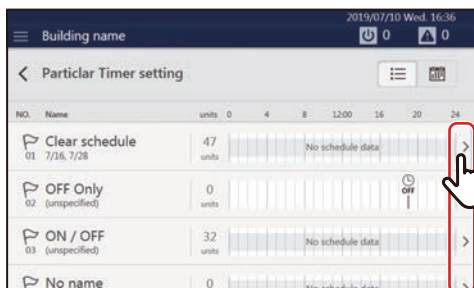 2019/07/10 Wed. 16:36
Building name 0 0
Particlar Timer setting
NO. Name units 0 4 8 12:00 16 20 24
Clear schedule 47 No schedule data
01 7/16, 7/28 units
OFF Only 0 OFF
02 (unspecified) units
ON / OFF 32 No schedule data
03 (unspecified) units
No name 0 No schedule data